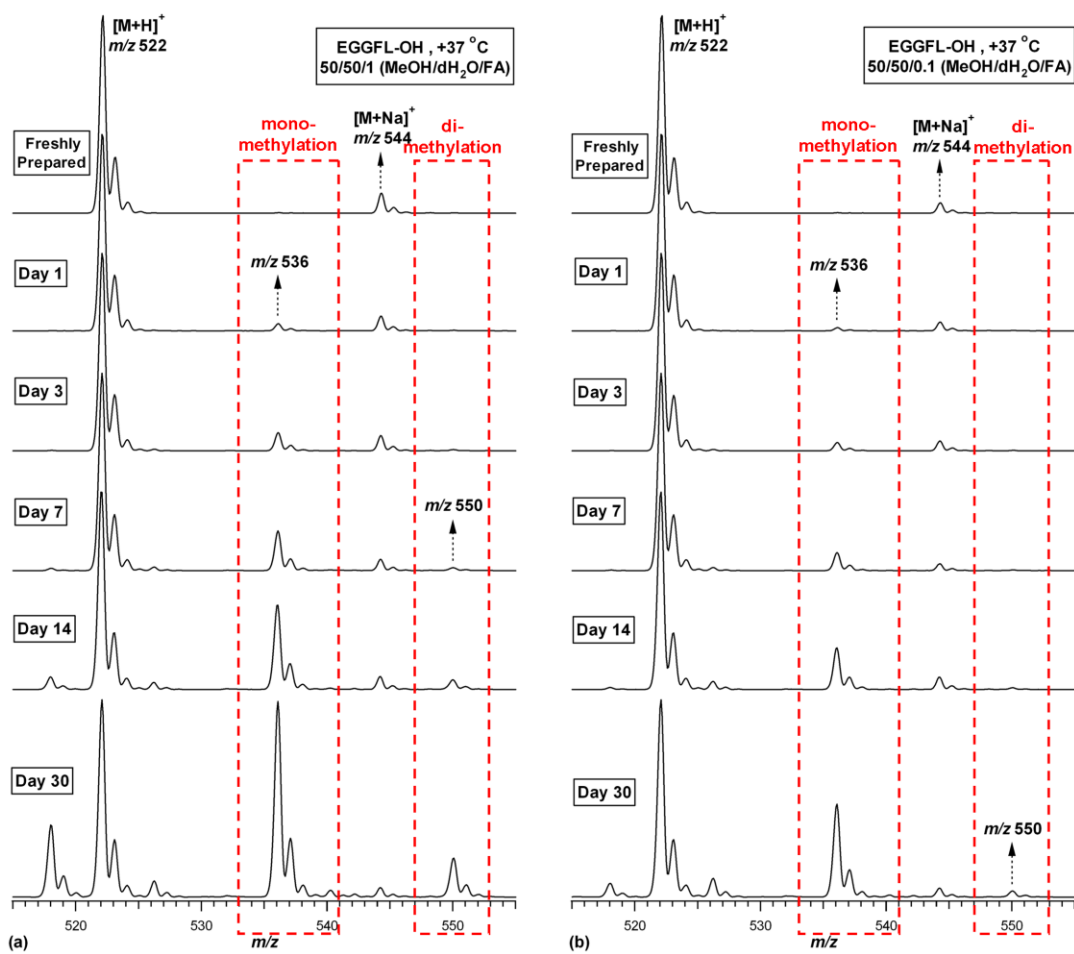 [M+H]⁺
m/z 522
EGGFL-OH , +37 °C
50/50/1 (MeOH/dH₂O/FA)
mono-
methylation
[M+Na]⁺
m/z 544
di-
methylation
Freshly
Prepared
Day 1
m/z 536
Day 3
Day 7
m/z 550
Day 14
Day 30
520
530
540
550
(a)
m/z
[M+H]⁺
m/z 522
EGGFL-OH , +37 °C
50/50/0.1 (MeOH/dH₂O/FA)
mono-
methylation
[M+Na]⁺
m/z 544
di-
methylation
Freshly
Prepared
Day 1
m/z 536
Day 3
Day 7
Day 14
Day 30
m/z 550
520
530
540
550
(b)
m/z